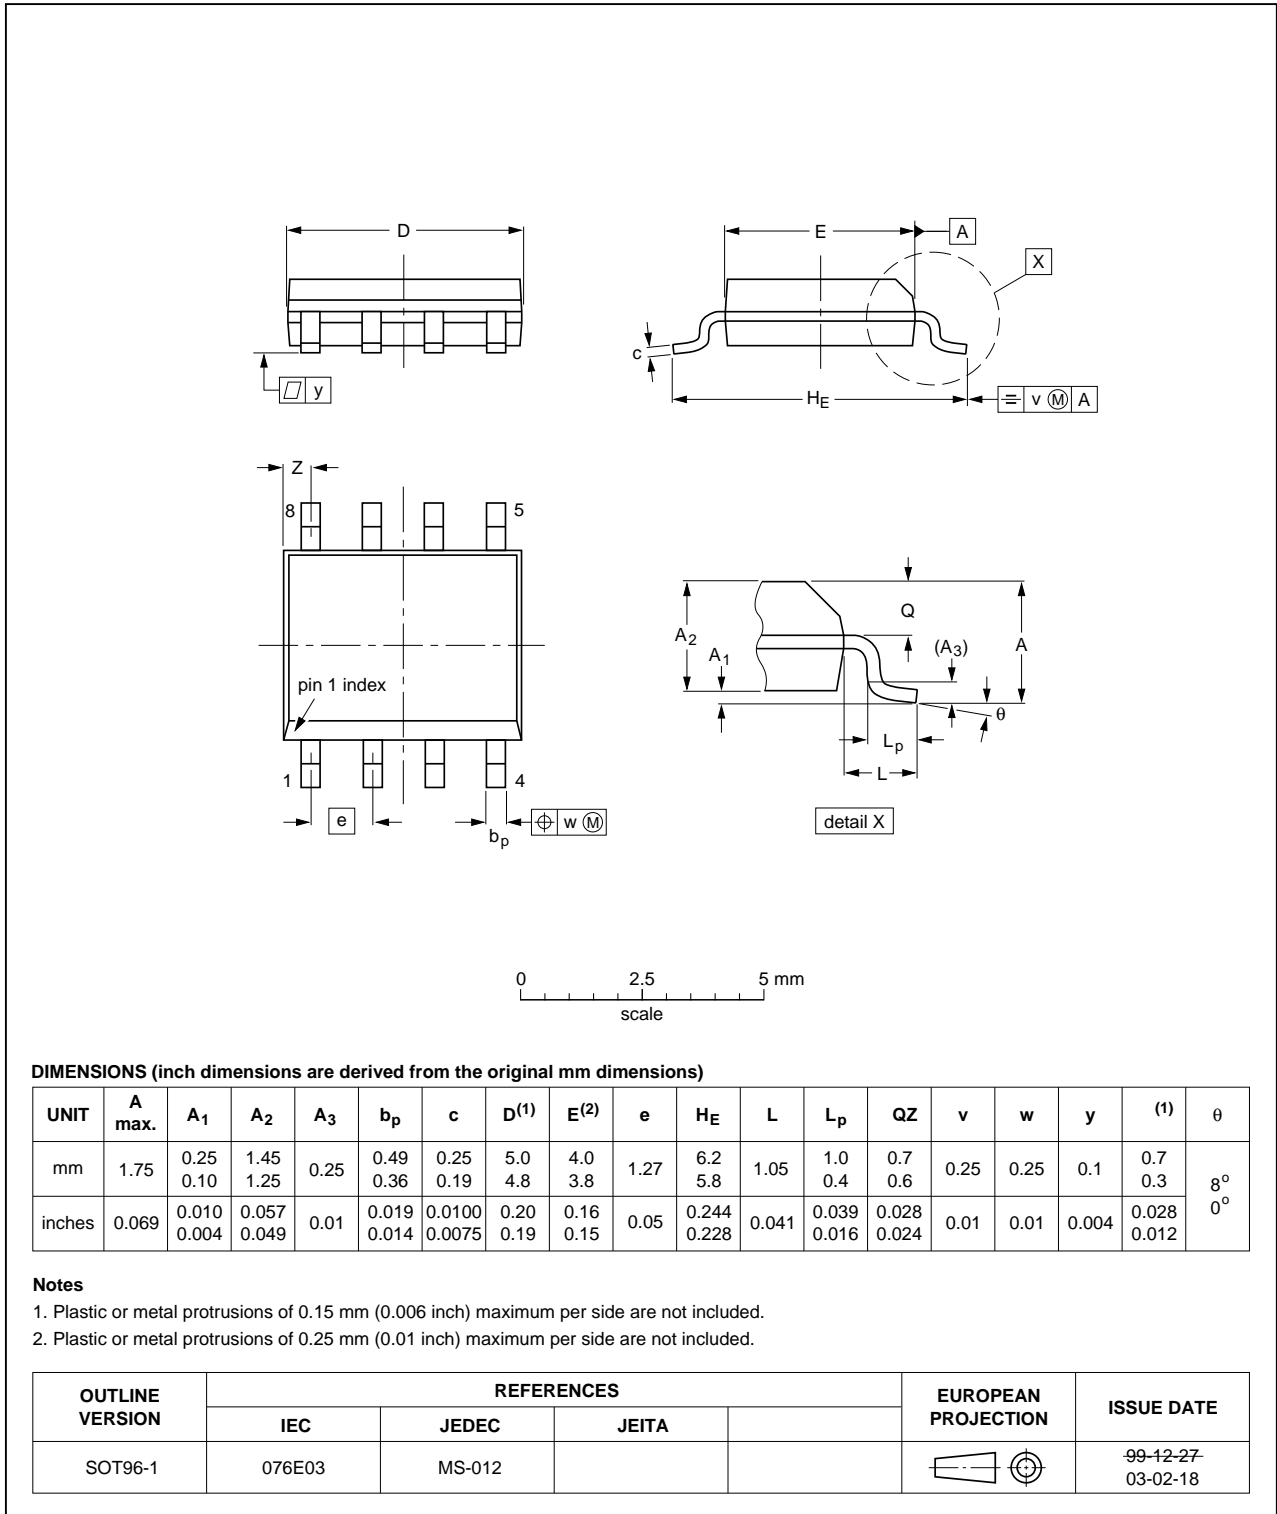 D
E
A
X
c
y
HE
v M A
Z
8
5
pin 1 index
1
4
e
bp
w M
A2
A1
Q
(A3)
A
θ
Lp
L
detail X
0 2.5 5 mm
scale
DIMENSIONS (inch dimensions are derived from the original mm dimensions)
UNIT A max. A1 A2 A3 bp c D(1) E(2) e HE L Lp QZ v w y (1) θ
mm 1.75 0.25 0.10 1.45 1.25 0.25 0.49 0.36 0.25 0.19 5.0 4.8 4.0 3.8 1.27 6.2 5.8 1.05 1.0 0.4 0.7 0.6 0.25 0.25 0.1 0.7 0.3 8o 0o
inches 0.069 0.010 0.004 0.057 0.049 0.01 0.019 0.014 0.0100 0.0075 0.20 0.19 0.16 0.15 0.05 0.244 0.228 0.041 0.039 0.016 0.028 0.024 0.01 0.01 0.004 0.028 0.012
Notes
1. Plastic or metal protrusions of 0.15 mm (0.006 inch) maximum per side are not included.
2. Plastic or metal protrusions of 0.25 mm (0.01 inch) maximum per side are not included.
OUTLINE VERSION REFERENCES EUROPEAN PROJECTION ISSUE DATE
IEC JEDEC JEITA
SOT96-1 076E03 MS-012 99-12-27
03-02-18